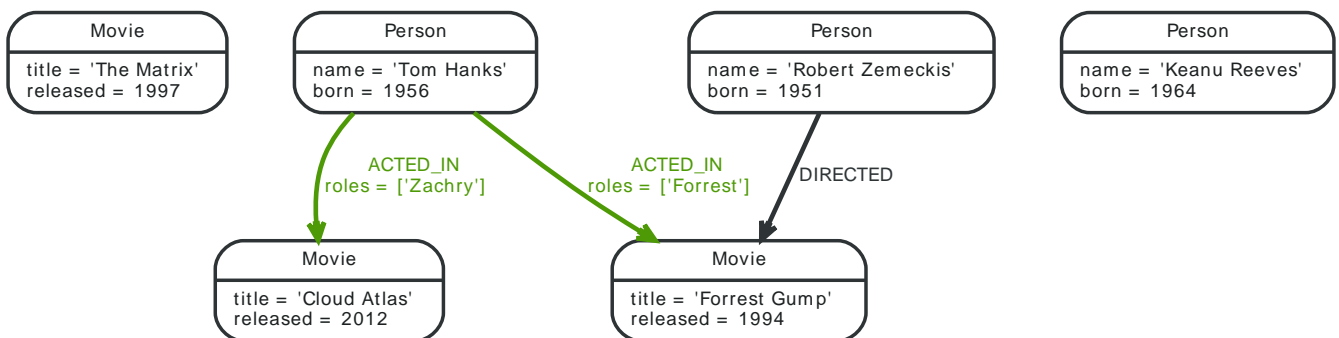 Movie
title = 'The Matrix'
released = 1997
Person
name = 'Tom Hanks'
born = 1956
Person
name = 'Robert Zemeckis'
born = 1951
Person
name = 'Keanu Reeves'
born = 1964
ACTED_IN
roles = ['Zachry']
ACTED_IN
roles = ['Forrest']
DIRECTED
Movie
title = 'Cloud Atlas'
released = 2012
Movie
title = 'Forrest Gump'
released = 1994